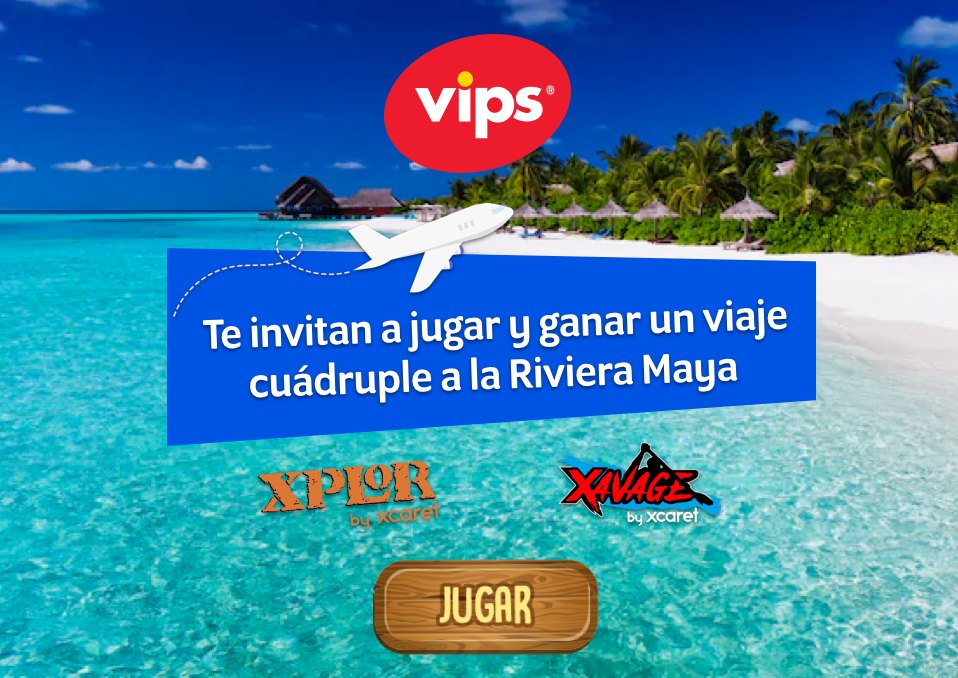 vips®
Te invitan a jugar y ganar un viaje
cuádruple a la Riviera Maya
XPLOR
by xcaret
XAVAGE
by xcaret
JUGAR